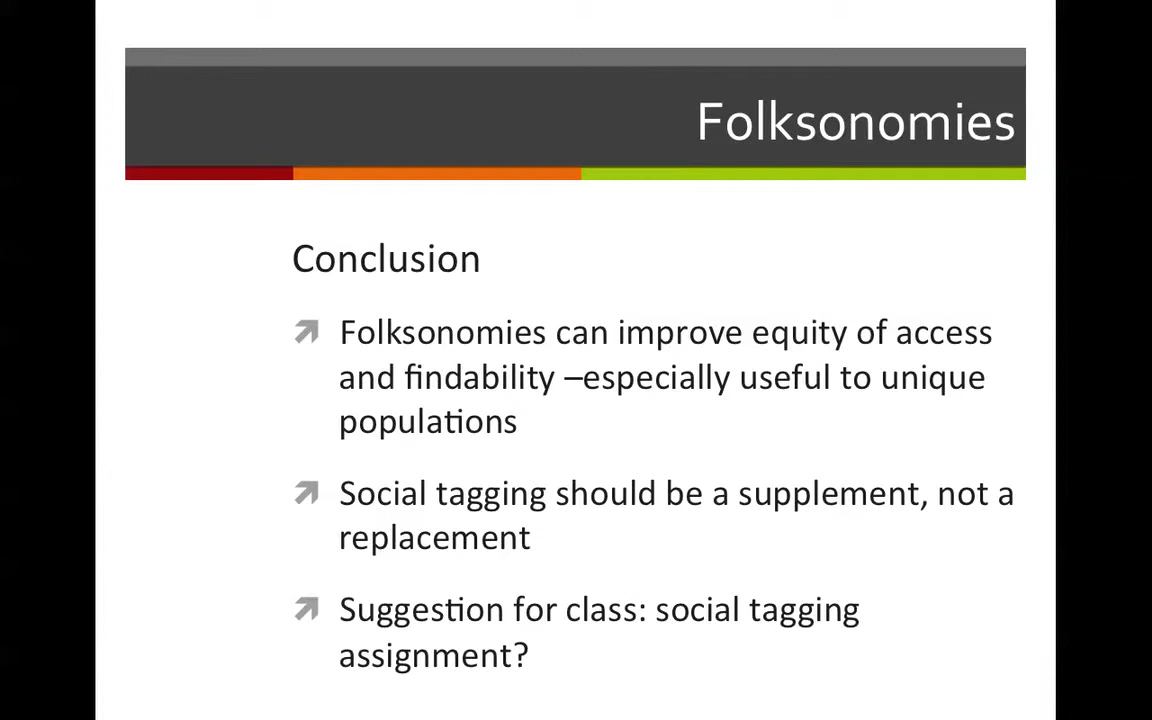 Folksonomies
Conclusion
Folksonomies can improve equity of access
and findability –especially useful to unique
populations
Social tagging should be a supplement, not a
replacement
Suggestion for class: social tagging
assignment?